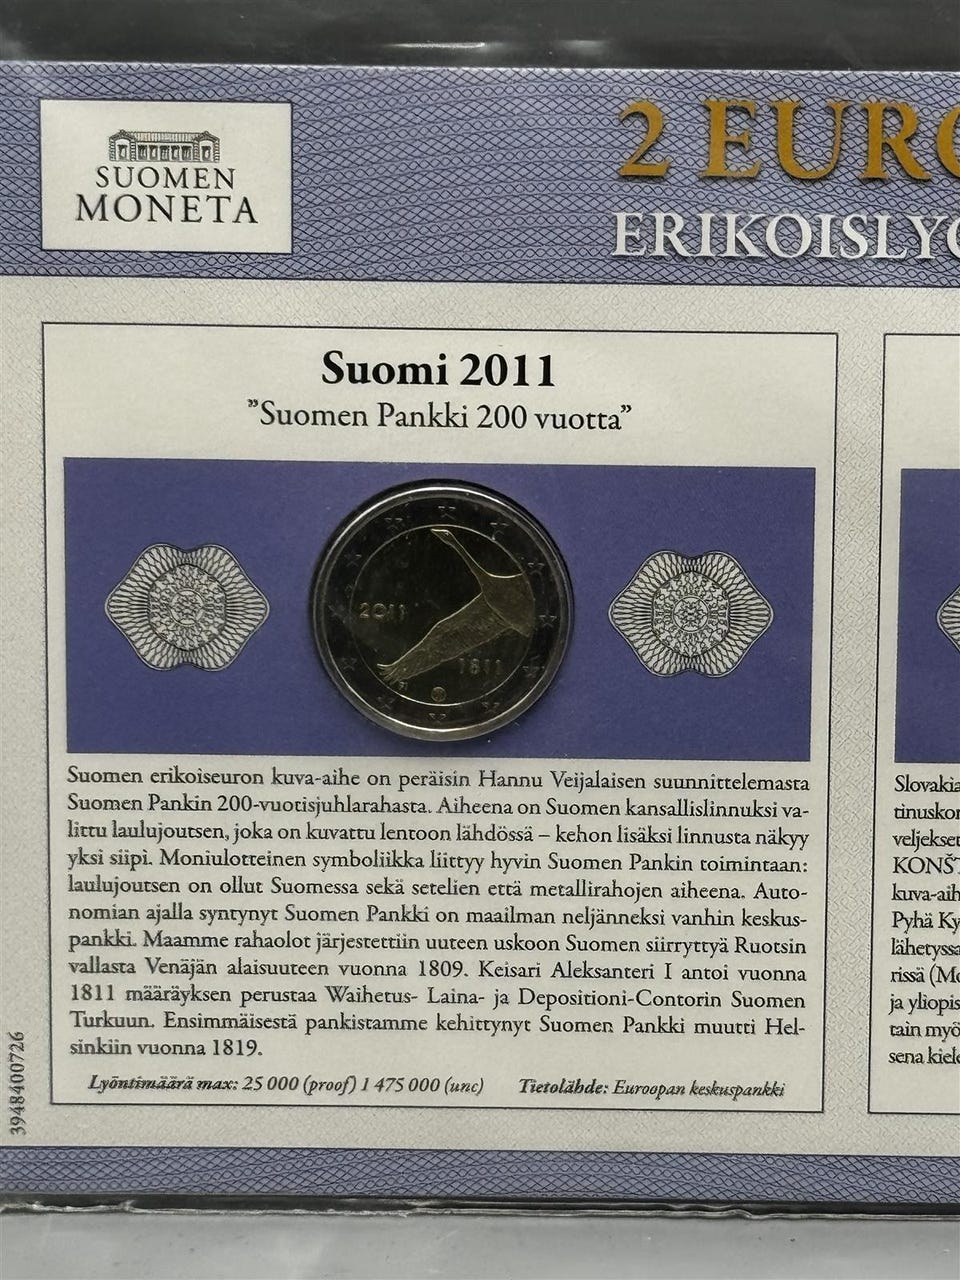 SUOMEN
MONETA
2 EURO
ERIKOISLYO
Suomi 2011
”Suomen Pankki 200 vuotta”
2011
1811
FI
Suomen erikoiseuron kuva-aihe on peräisin Hannu Veijalaisen suunnittelemasta
Suomen Pankin 200-vuotisjuhlarahasta. Aiheena on Suomen kansallislinnuksi va-
littu laulujoutsen, joka on kuvattu lentoon lähdössä – kehon lisäksi linnusta näkyy
yksi siipi. Moniulotteinen symboliikka liittyy hyvin Suomen Pankin toimintaan:
laulujoutsen on ollut Suomessa sekä setelien että metallirahojen aiheena. Auto-
nomian ajalla syntynyt Suomen Pankki on maailman neljänneksi vanhin keskus-
pankki. Maamme rahaolot järjestettiin uuteen uskoon Suomen siirryttyä Ruotsin
vallasta Venäjän alaisuuteen vuonna 1809. Keisari Aleksanteri I antoi vuonna
1811 määräyksen perustaa Waihetus- Laina- ja Depositioni-Contorin Suomen
Turkuun. Ensimmäisestä pankistamme kehittynyt Suomen Pankki muutti Hel-
sinkiin vuonna 1819.
Lyöntimäärä max: 25 000 (proof) 1 475 000 (unc) Tietolähde: Euroopan keskuspankki
3948400726
Slovakia
tinuskon
veljekset
KONŠT
kuva-aih
Pyhä Ky
lähetyssa
rissä (Mo
ja yliopis
tain myö
sena kiele